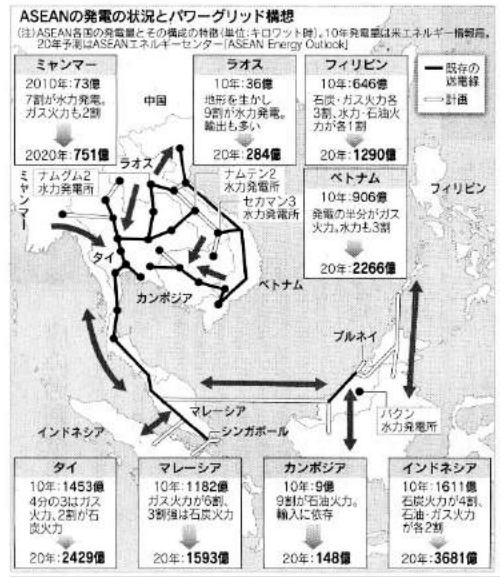 ASEANの発電の状況とパワーグリッド構想
(注)ASEAN各国の発電量とその構成の特徴(単位:キロワット時)。10年発電量は米エネルギー情報局。
20年予測はASEANエネルギーセンター「ASEAN Energy Outlook」
ミャンマー
2010年:73億
7割が水力発電。
ガス火力も2割
2020年:751億
ラオス
10年:36億
地形を生かし
9割が水力発電。
輸出も多い
20年:284億
フィリピン
10年:646億
石炭・ガス火力各
3割、水力・石油火
力が各1割
20年:1290億
既存の
送電線
計画
ベトナム
10年:906億
発電の半分がガス
火力。水力も3割
20年:2266億
中国
ラオス
ナムグム2
水力発電所
ナムテン2
水力発電所
セカマン3
水力発電所
ミャンマー
タイ
カンボジア
ベトナム
フィリピン
ブルネイ
バクン
水力発電所
マレーシア
インドネシア
シンガポール
タイ
10年:1453億
4分の3はガス
火力、2割が石
炭火力
20年:2429億
マレーシア
10年:1182億
ガス火力が6割、
3割強は石炭火力
20年:1593億
カンボジア
10年:9億
9割が石油火力。
輸入に依存
20年:148億
インドネシア
10年:1611億
石炭火力が4割、
石油・ガス火力
が各2割
20年:3681億